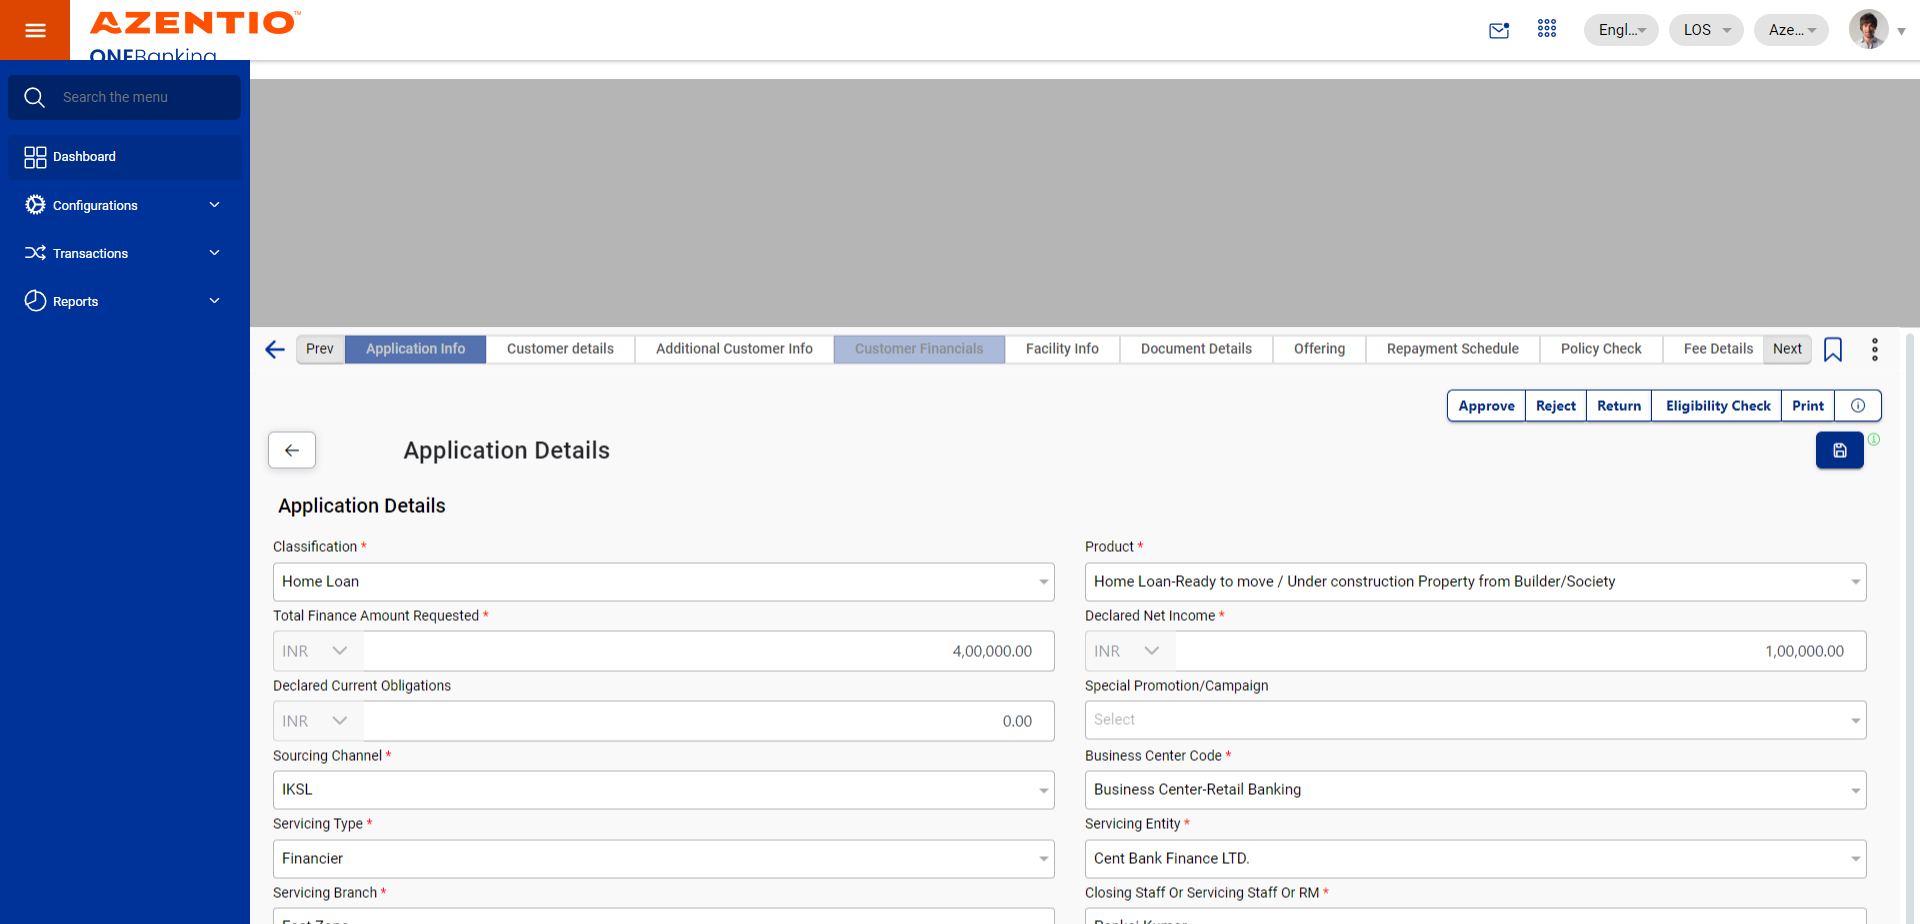 AZENTIO™
ONEBanking
Engl...
LOS
Aze...
Search the menu
Dashboard
Configurations
Transactions
Reports
Prev
Application Info
Customer details
Additional Customer Info
Customer Financials
Facility Info
Document Details
Offering
Repayment Schedule
Policy Check
Fee Details
Next
Approve
Reject
Return
Eligibility Check
Print
Application Details
Application Details
Classification *
Product *
Home Loan
Home Loan-Ready to move / Under construction Property from Builder/Society
Total Finance Amount Requested *
Declared Net Income *
INR
4,00,000.00
INR
1,00,000.00
Declared Current Obligations
Special Promotion/Campaign
INR
0.00
Select
Sourcing Channel *
Business Center Code *
IKSL
Business Center-Retail Banking
Servicing Type *
Servicing Entity *
Financier
Cent Bank Finance LTD.
Servicing Branch *
Closing Staff Or Servicing Staff Or RM *
East Zone
Pankaj Kumar